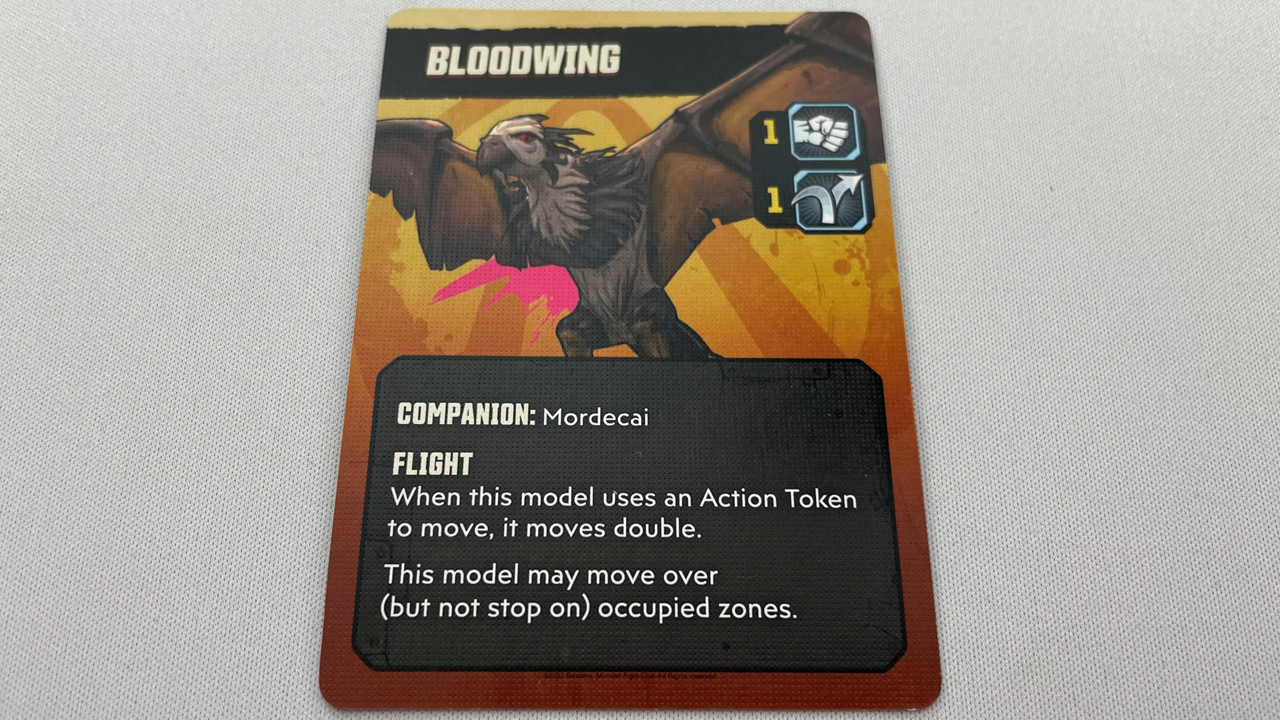 BLOODWING
1
1
COMPANION: Mordecai
FLIGHT
When this model uses an Action Token
to move, it moves double.
This model may move over
(but not stop on) occupied zones.